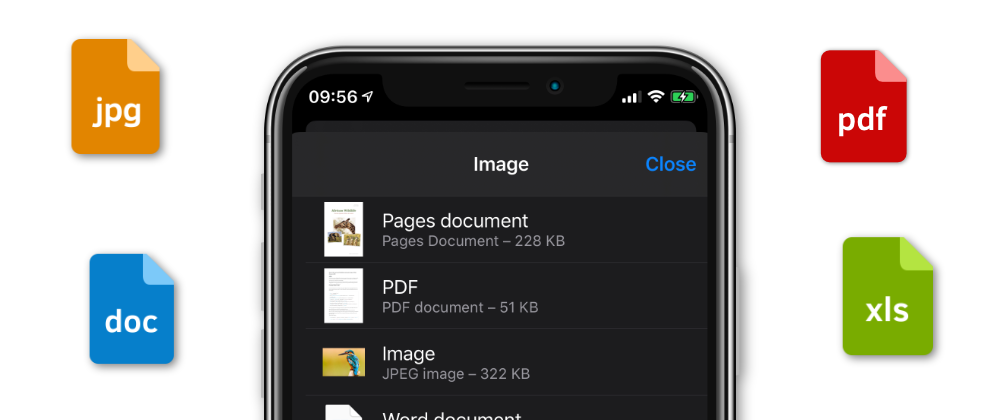 jpg
pdf
doc
xls
09:56
Image
Close
Pages document
Pages Document – 228 KB
PDF
PDF document – 51 KB
Image
JPEG image – 322 KB
Word document